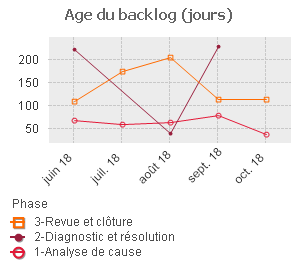 Age du backlog (jours)
200
150
100
50
juin 18
juil. 18
août 18
sept. 18
oct. 18
Phase
3-Revue et clôture
2-Diagnostic et résolution
1-Analyse de cause